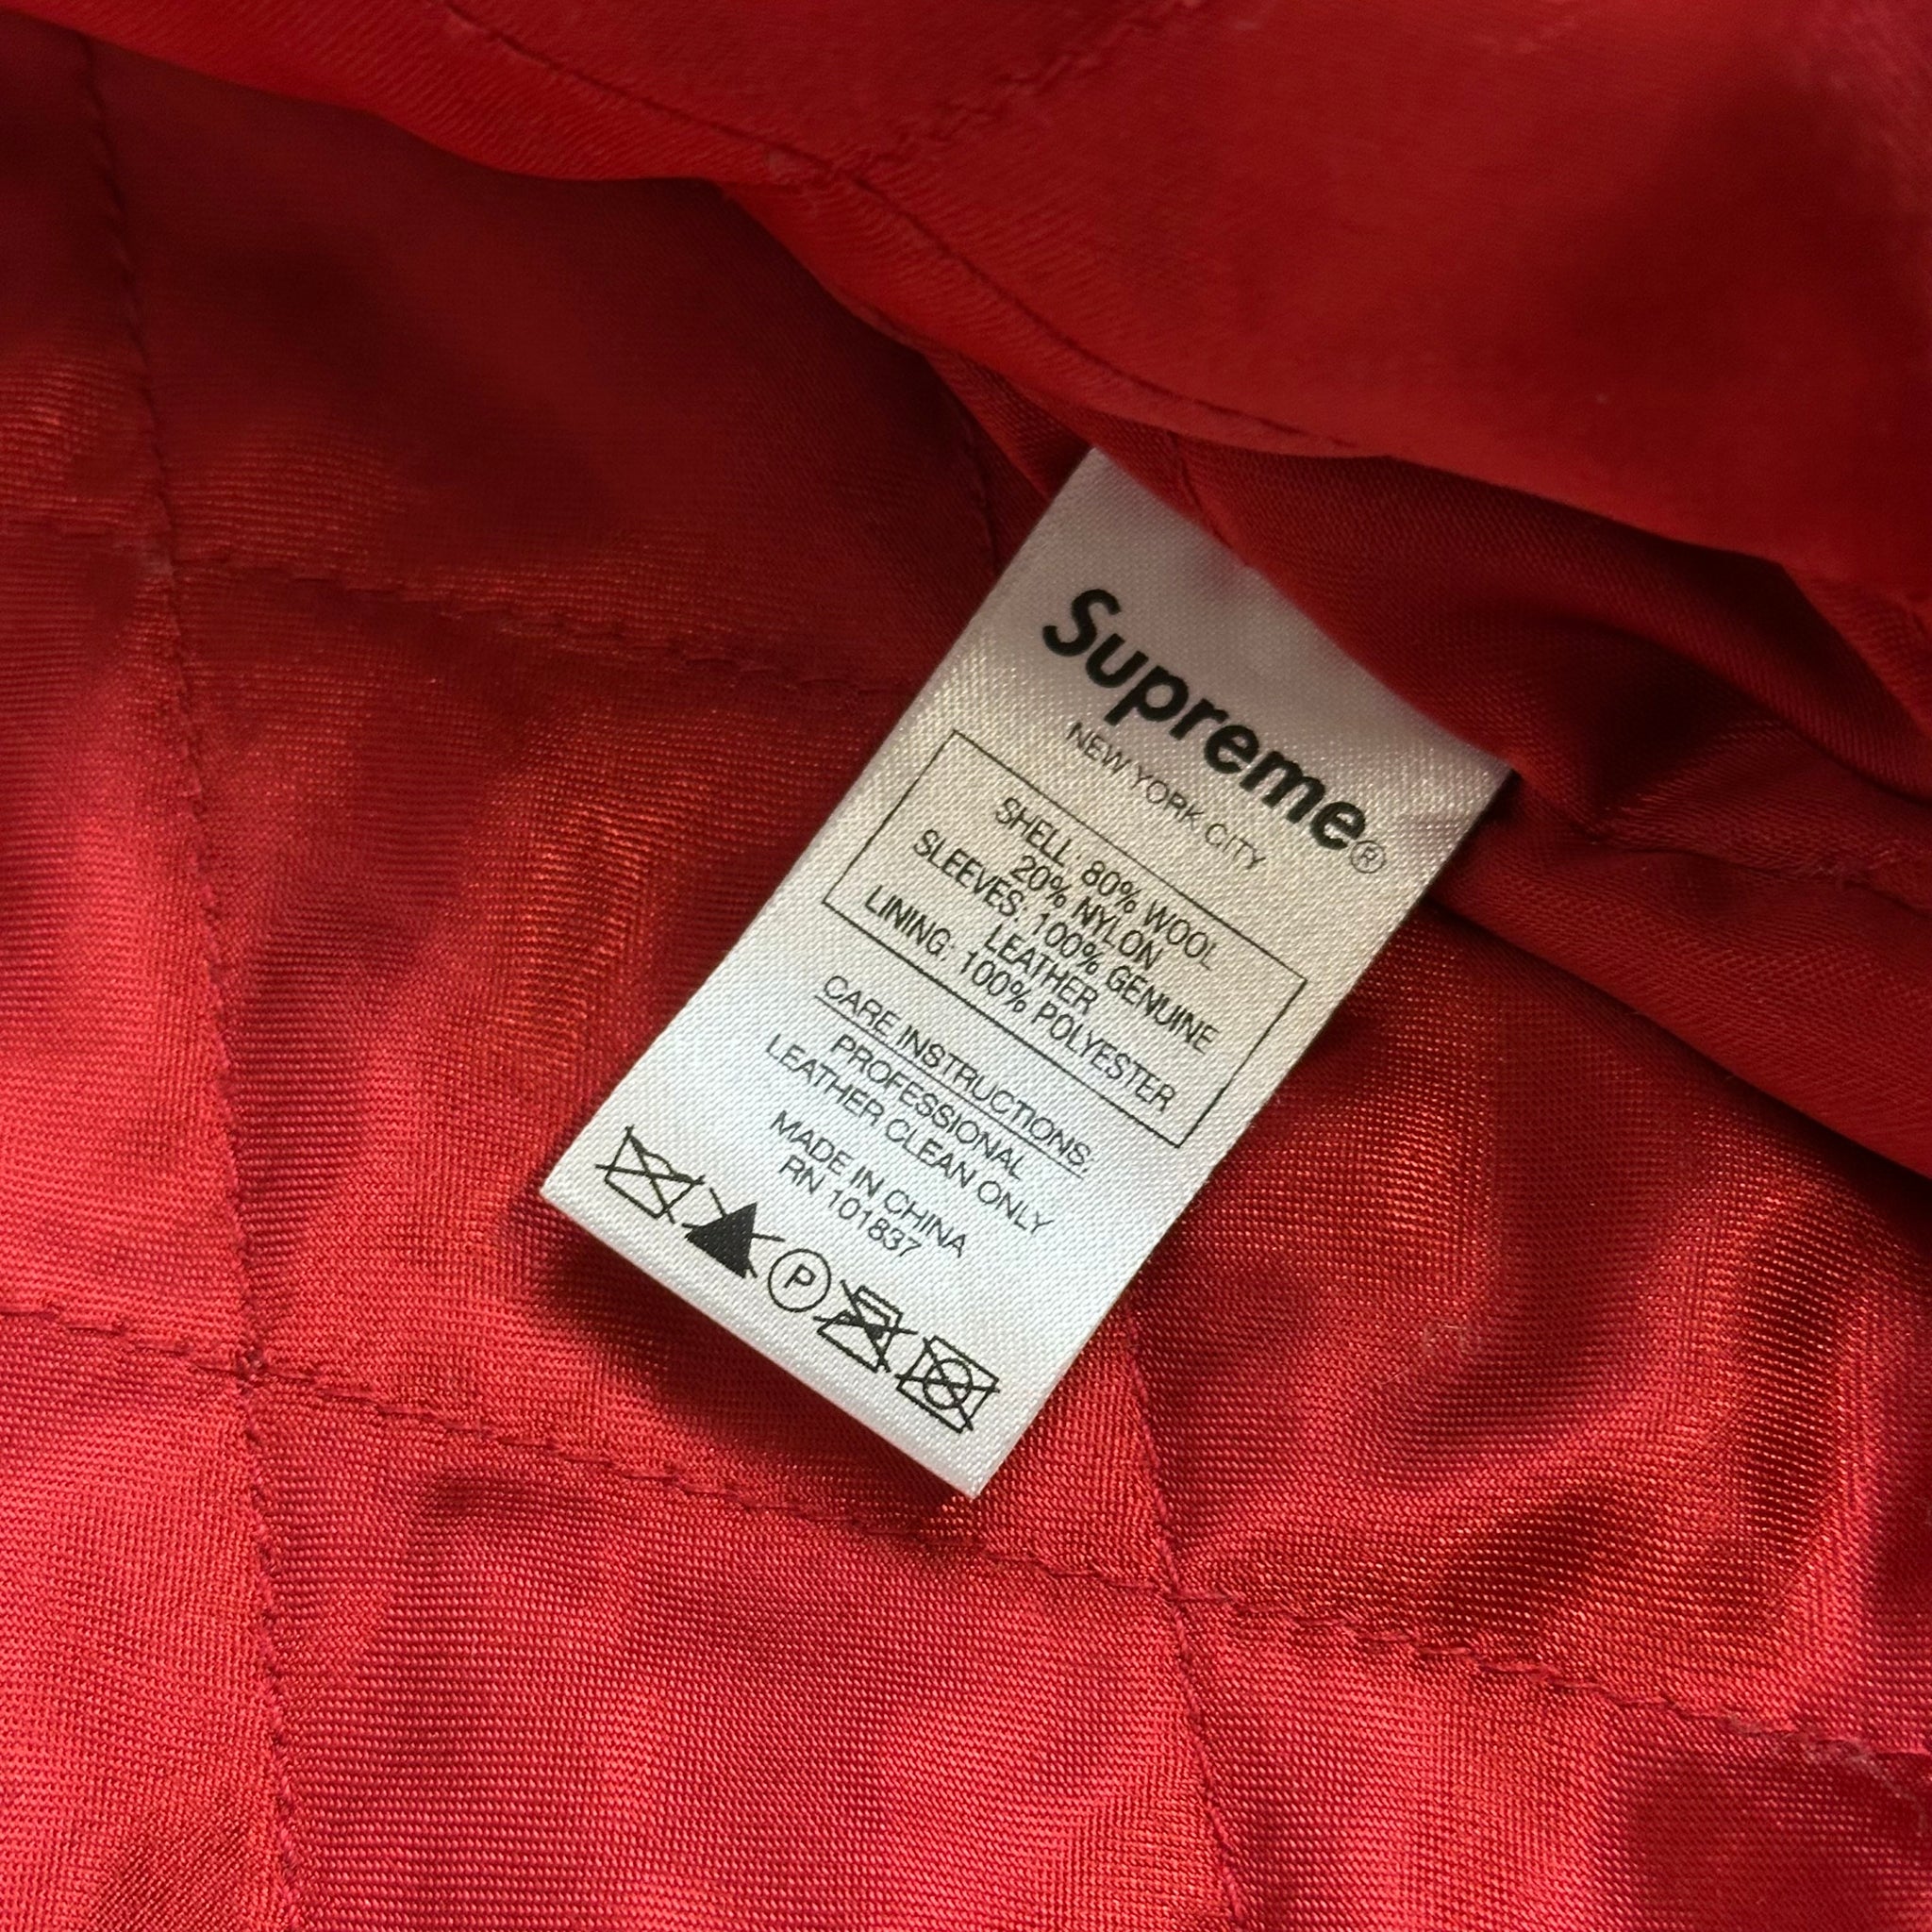 Supreme®
NEW YORK CITY
SHELL: 80% WOOL
20% NYLON
SLEEVES: 100% GENUINE
LEATHER
LINING: 100% POLYESTER
CARE INSTRUCTIONS:
PROFESSIONAL
LEATHER CLEAN ONLY
MADE IN CHINA
RN 101837
P